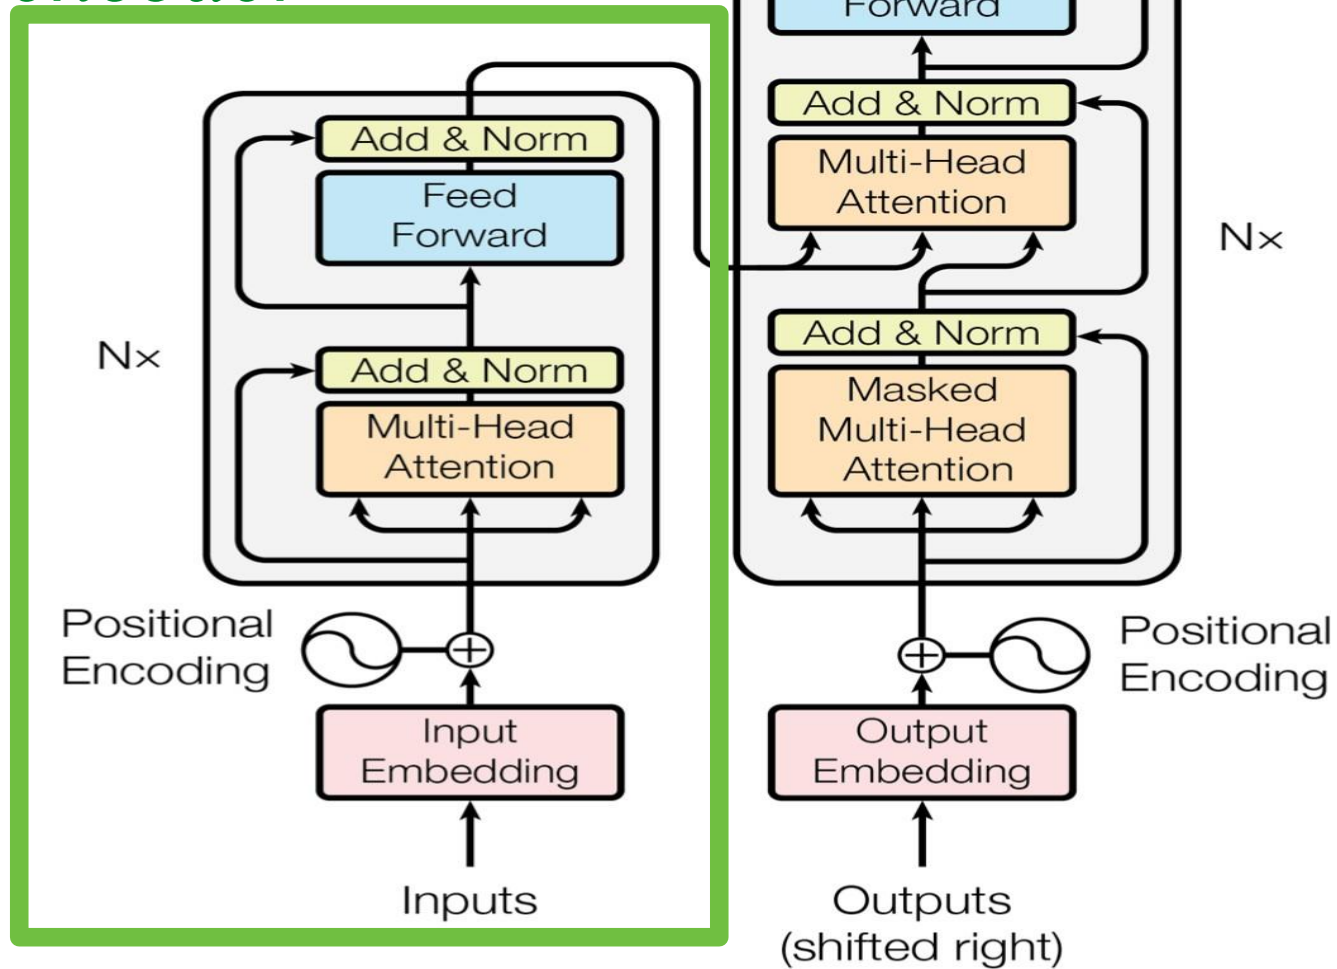 Forward
Add & Norm
Multi-Head
Attention
Nx
Add & Norm
Masked
Multi-Head
Attention
Positional
Encoding
Output
Embedding
Outputs
(shifted right)
Add & Norm
Feed
Forward
Nx
Add & Norm
Multi-Head
Attention
Positional
Encoding
Input
Embedding
Inputs